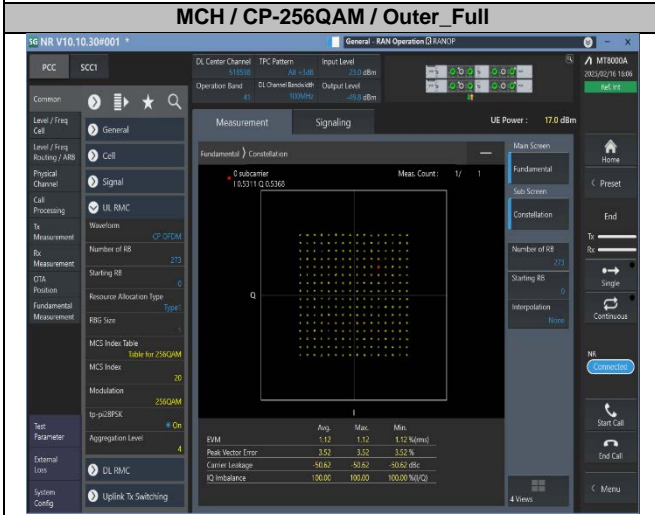 MCH / CP-256QAM / Outer_Full
5G NR V10.10.30#001 *
General - RAN Operation RANOP
PCC SCC1
DL Center Channel TPC Pattern Input Level
518598 All +3dB 23.0 dBm
Operation Band DL Channel Bandwidth Output Level
41 100MHz -49.8 dBm
MT8000A
2025/02/16 16:06
Ref. Int
Common
Level / Freq
Cell
Level / Freq
Routing / ARB
Physical
Channel
Call
Processing
Tx
Measurement
Rx
Measurement
OTA
Position
Fundamental
Measurement
Test
Parameter
External
Loss
System
Config
General
Cell
Signal
UL RMC
Waveform
CP OFDM
Number of RB
273
Starting RB
0
Resource Allocation Type
Type1
RBG Size
MCS Index Table
Table for 256QAM
MCS Index
20
Modulation
256QAM
tp-pi2BPSK
On
Aggregation Level
4
DL RMC
Uplink Tx Switching
Measurement Signaling
UE Power : 17.0 dBm
Fundamental Constellation
0 subcarrier Meas. Count : 1/ 1
I 0.5311 Q 0.5368
Q
I
Avg. Max. Min.
EVM 1.12 1.12 1.12 %(rms)
Peak Vector Error 3.52 3.52 3.52 %
Carrier Leakage -50.62 -50.62 -50.62 dBc
IQ Imbalance 100.00 100.00 100.00 %(I/Q)
Main Screen
Fundamental
Sub Screen
Constellation
Number of RB
273
Starting RB
0
Interpolation
None
4 Views
Home
Preset
End
Tx
Rx
Single
Continuous
NR
Connected
Start Call
End Call
Menu